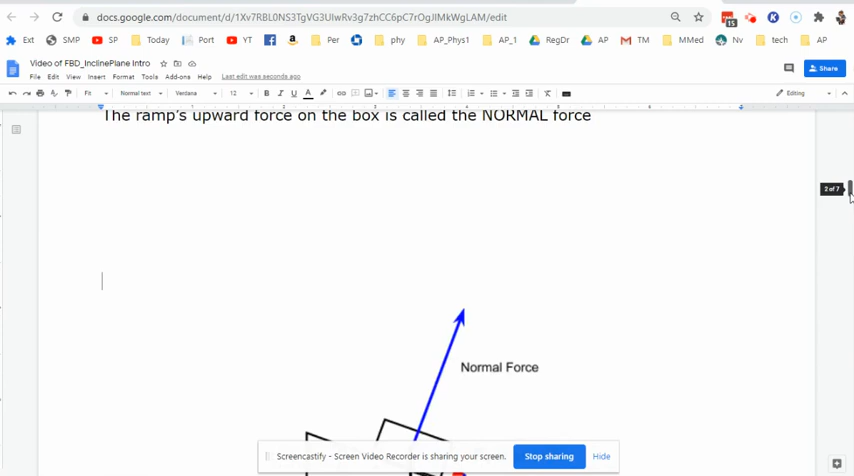 docs.google.com/document/d/1Xv7RBL0NS3TgVG3UIwRv3g7zhCC6pC7rOgJIMkWgLAM/edit
15
Ext SMP SP Today Port YT a Per phy AP_Phys1 AP_1 RegDr AP TM MMed Nv tech AP
Video of FBD_InclinePlane Intro
Share
File Edit View Insert Format Tools Add-ons Help Last edit was seconds ago
Fit Normal text Verdana 12 B I U A Editing
The ramp's upward force on the box is called the NORMAL force
2 of 7
Normal Force
Screencastify - Screen Video Recorder is sharing your screen. Stop sharing Hide